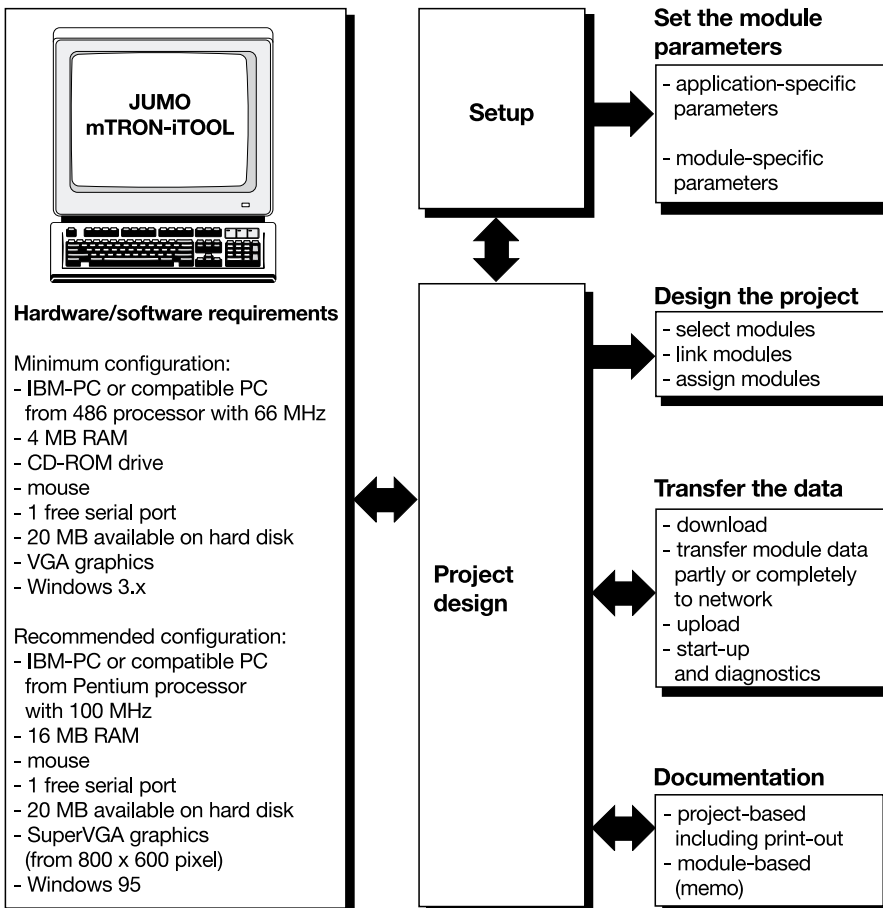 JUMO
mTRON-iTOOL
Hardware/software requirements
Minimum configuration:
- IBM-PC or compatible PC
from 486 processor with 66 MHz
- 4 MB RAM
- CD-ROM drive
- mouse
- 1 free serial port
- 20 MB available on hard disk
- VGA graphics
- Windows 3.x
Recommended configuration:
- IBM-PC or compatible PC
from Pentium processor
with 100 MHz
- 16 MB RAM
- mouse
- 1 free serial port
- 20 MB available on hard disk
- SuperVGA graphics
(from 800 x 600 pixel)
- Windows 95
Setup
Project
design
Set the module
parameters
- application-specific
parameters
- module-specific
parameters
Design the project
- select modules
- link modules
- assign modules
Transfer the data
- download
- transfer module data
partly or completely
to network
- upload
- start-up
and diagnostics
Documentation
- project-based
including print-out
- module-based
(memo)